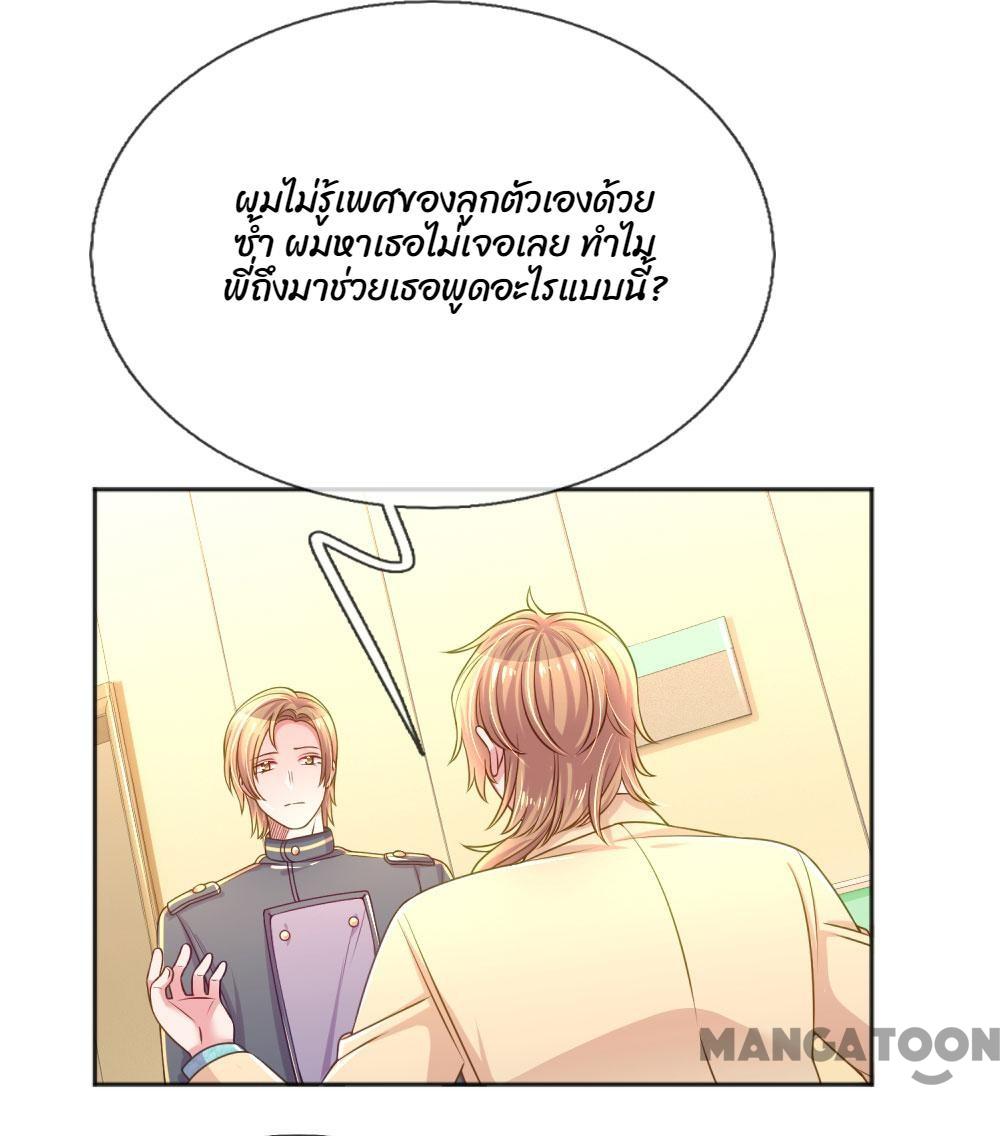 ผมไม่รู้เพศของลูกตัวเองด้วย
ซ้ำ ผมหาเธอไม่เจอเลย ทำไม
พี่ถึงมาช่วยเธอพูดอะไรแบบนี้?
MANGATOON